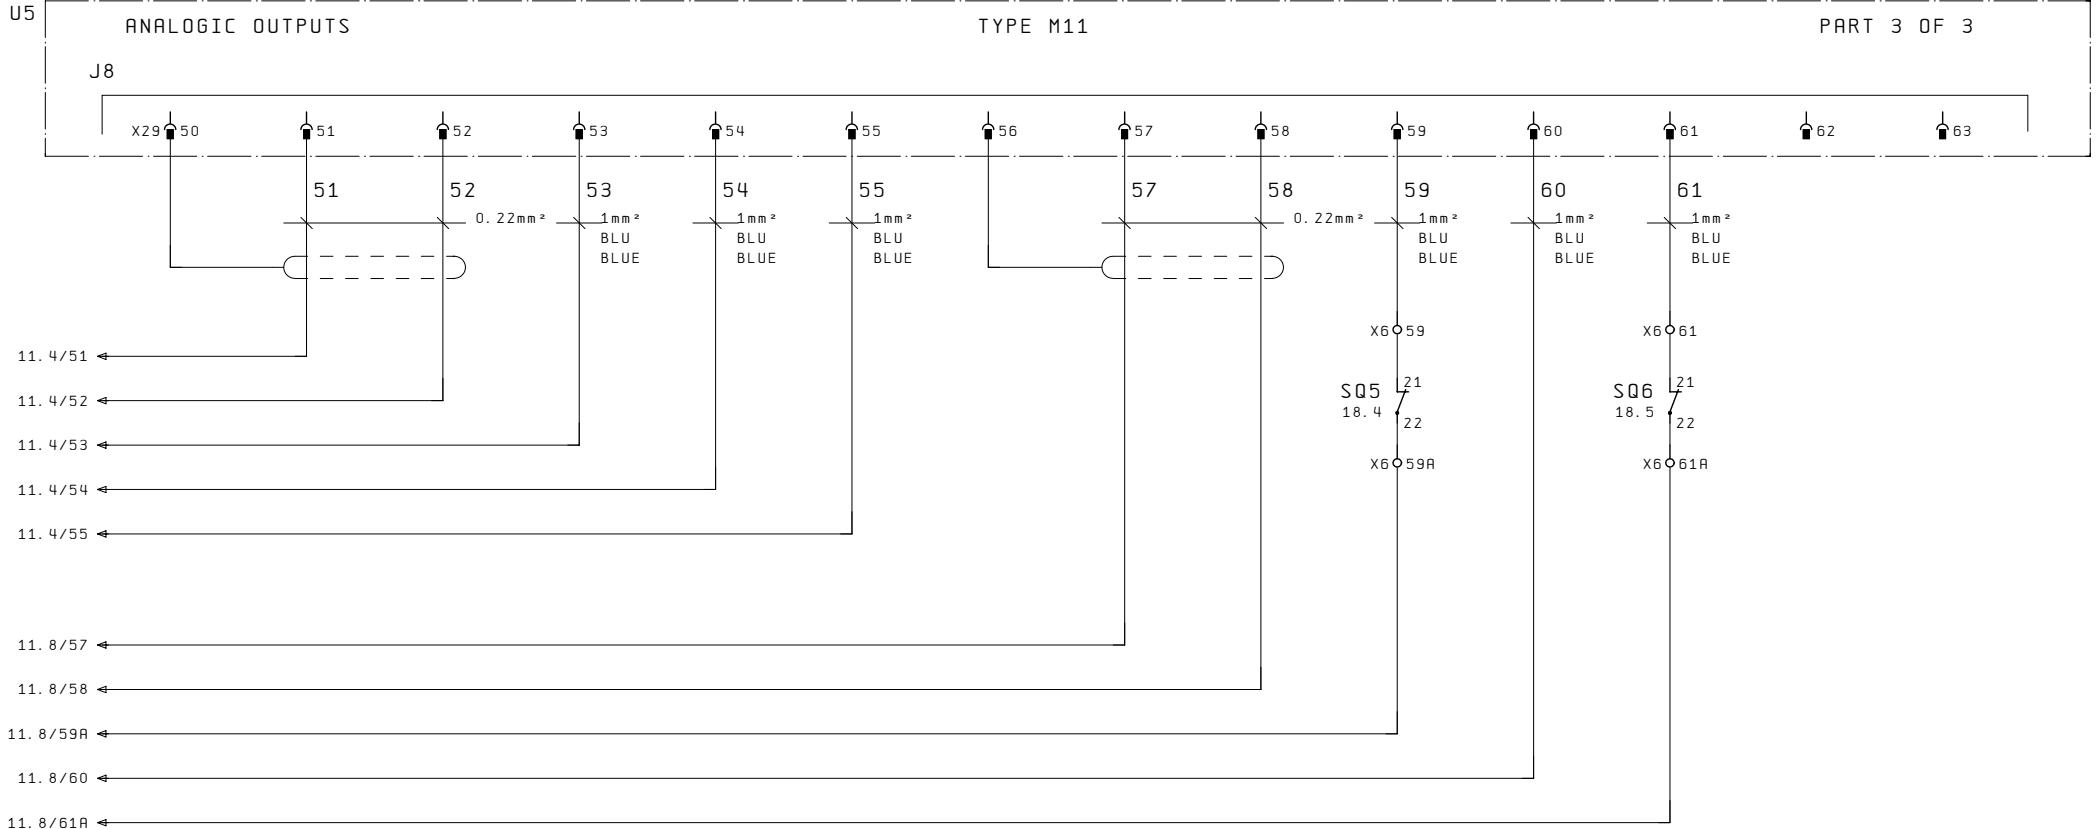 U5
ANALOGIC OUTPUTS TYPE M11 PART 3 OF 3
J8
X29 50 51 52 53 54 55 56 57 58 59 60 61 62 63
51 52 53 54 55 57 58 59 60 61
0.22mm² 1mm² 1mm² 1mm² 0.22mm² 1mm² 1mm² 1mm²
BLU BLU BLU BLU BLU BLU
BLUE BLUE BLUE BLUE BLUE BLUE
X6 59 X6 61
11.4/51
SQ5 21 SQ6 21
11.4/52
18.4 18.5
22 22
11.4/53
X6 59A X6 61A
11.4/54
11.4/55
11.8/57
11.8/58
11.8/59A
11.8/60
11.8/61A